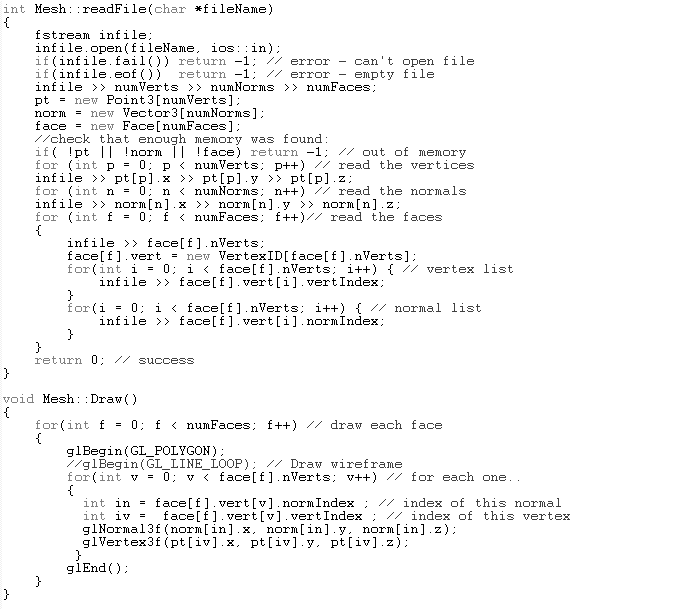 int Mesh::readFile(char *fileName)
{
    fstream infile;
    infile.open(fileName, ios::in);
    if(infile.fail()) return -1; // error - can't open file
    if(infile.eof())  return -1; // error - empty file
    infile >> numVerts >> numNorms >> numFaces;
    pt = new Point3[numVerts];
    norm = new Vector3[numNorms];
    face = new Face[numFaces];
    //check that enough memory was found:
    if( !pt || !norm || !face) return -1; // out of memory
    for (int p = 0; p < numVerts; p++) // read the vertices
    infile >> pt[p].x >> pt[p].y >> pt[p].z;
    for (int n = 0; n < numNorms; n++) // read the normals
    infile >> norm[n].x >> norm[n].y >> norm[n].z;
    for (int f = 0; f < numFaces; f++)// read the faces
    {
        infile >> face[f].nVerts;
        face[f].vert = new VertexID[face[f].nVerts];
        for(int i = 0; i < face[f].nVerts; i++) { // vertex list
            infile >> face[f].vert[i].vertIndex;
        }
        for(i = 0; i < face[f].nVerts; i++) { // normal list
            infile >> face[f].vert[i].normIndex;
        }
    }
    return 0; // success
}

void Mesh::Draw()
{
    for(int f = 0; f < numFaces; f++) // draw each face
    {
        glBegin(GL_POLYGON);
        //glBegin(GL_LINE_LOOP); // Draw wireframe
        for(int v = 0; v < face[f].nVerts; v++) // for each one..
        {
          int in = face[f].vert[v].normIndex ; // index of this normal
          int iv =  face[f].vert[v].vertIndex ; // index of this vertex
          glNormal3f(norm[in].x, norm[in].y, norm[in].z);
          glVertex3f(pt[iv].x, pt[iv].y, pt[iv].z);
         }
        glEnd();
    }
}